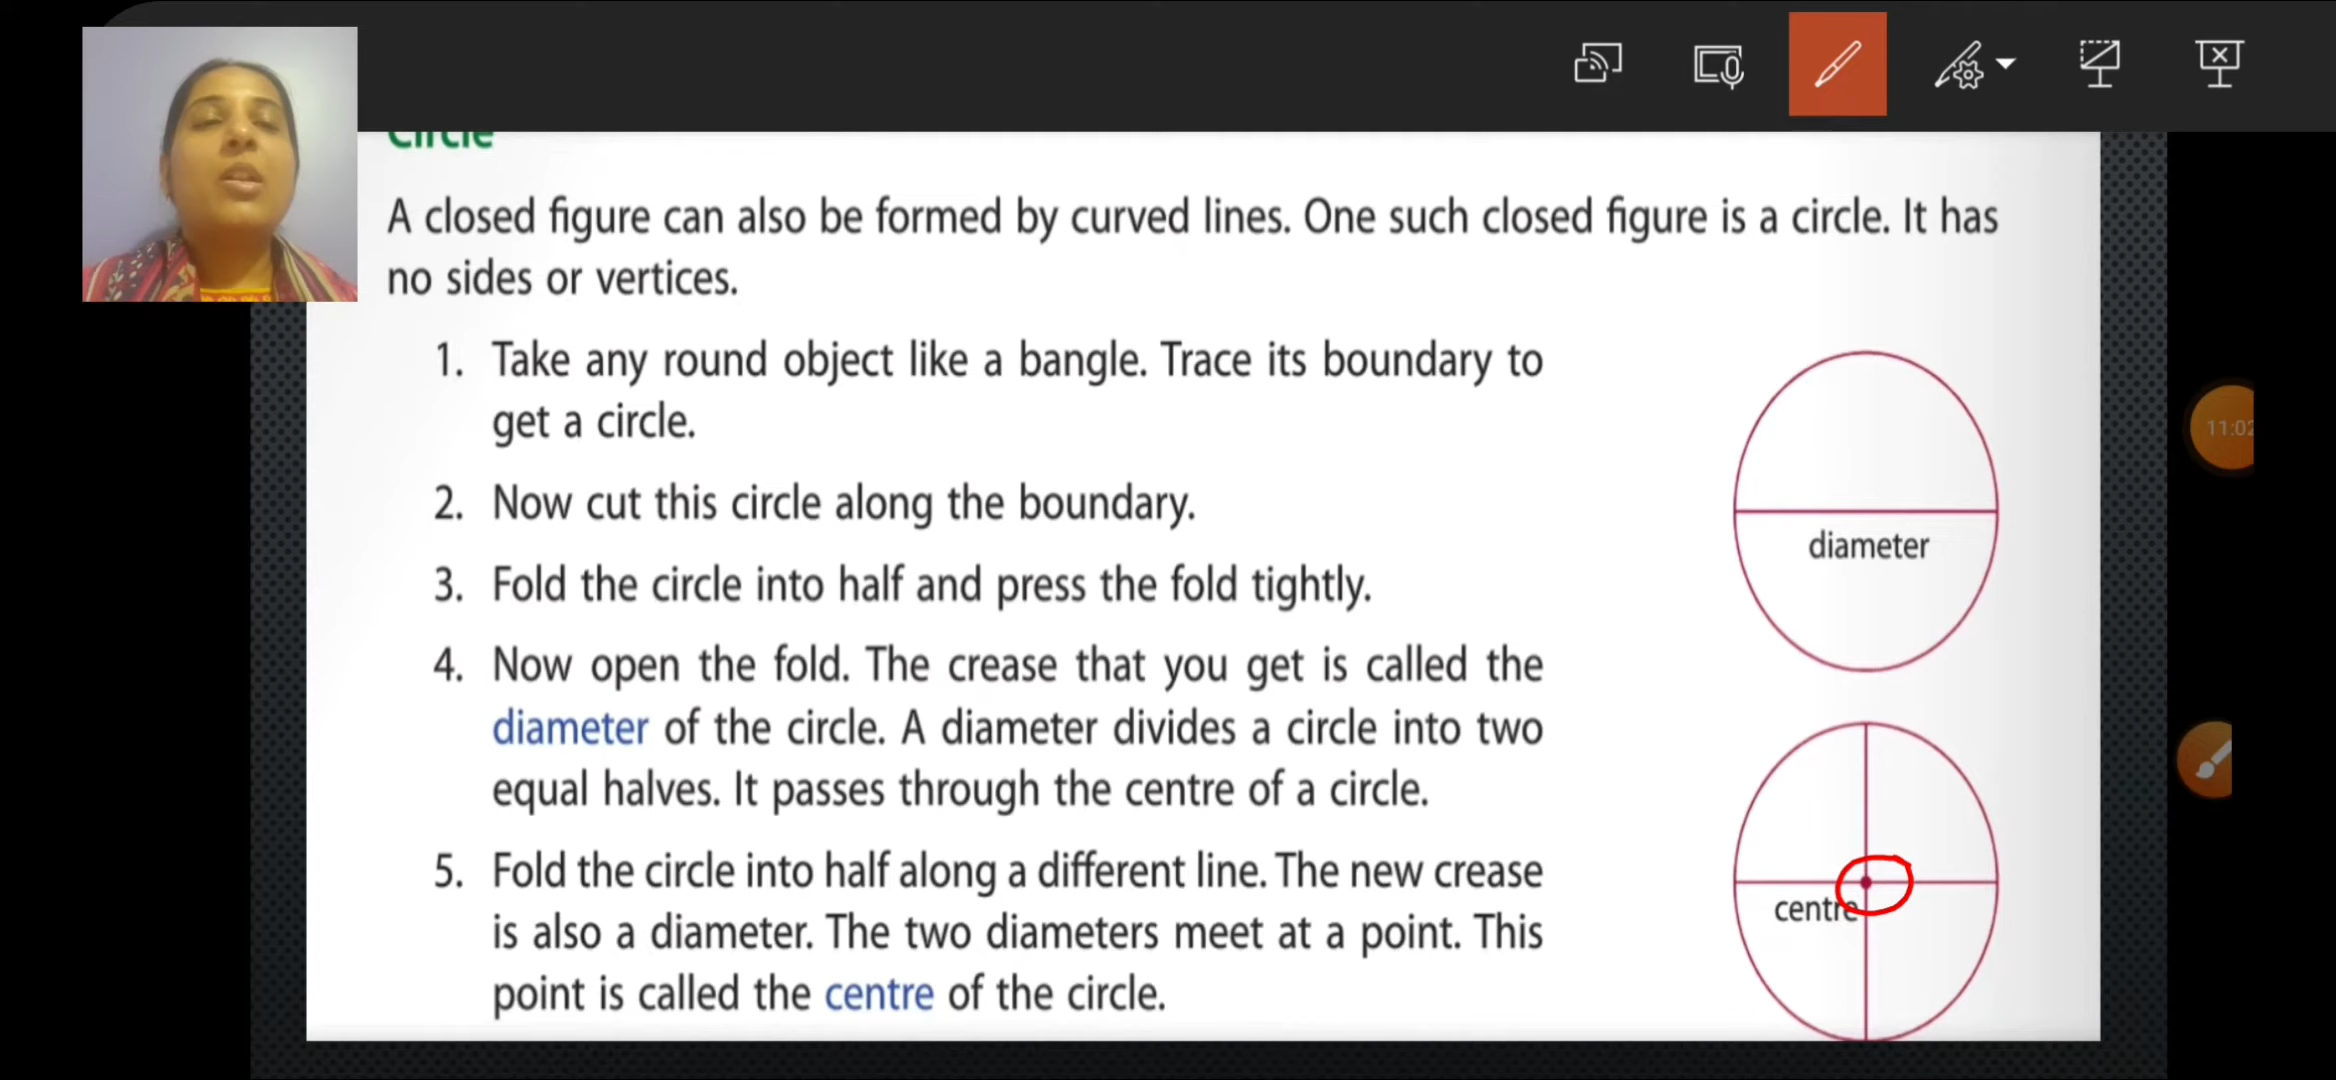 Circle
A closed figure can also be formed by curved lines. One such closed figure is a circle. It has
no sides or vertices.
1. Take any round object like a bangle. Trace its boundary to
get a circle.
2. Now cut this circle along the boundary.
3. Fold the circle into half and press the fold tightly.
4. Now open the fold. The crease that you get is called the
diameter of the circle. A diameter divides a circle into two
equal halves. It passes through the centre of a circle.
5. Fold the circle into half along a different line. The new crease
is also a diameter. The two diameters meet at a point. This
point is called the centre of the circle.
diameter
centre
11:02